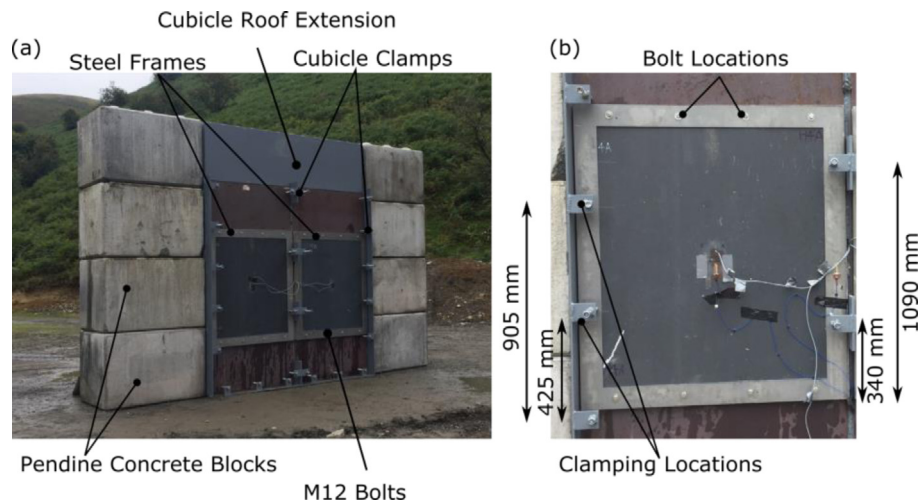 Cubicle Roof Extension
(a)
Steel Frames
Cubicle Clamps
Pendine Concrete Blocks
M12 Bolts
(b)
Bolt Locations
4A
905 mm
425 mm
1090 mm
340 mm
Clamping Locations